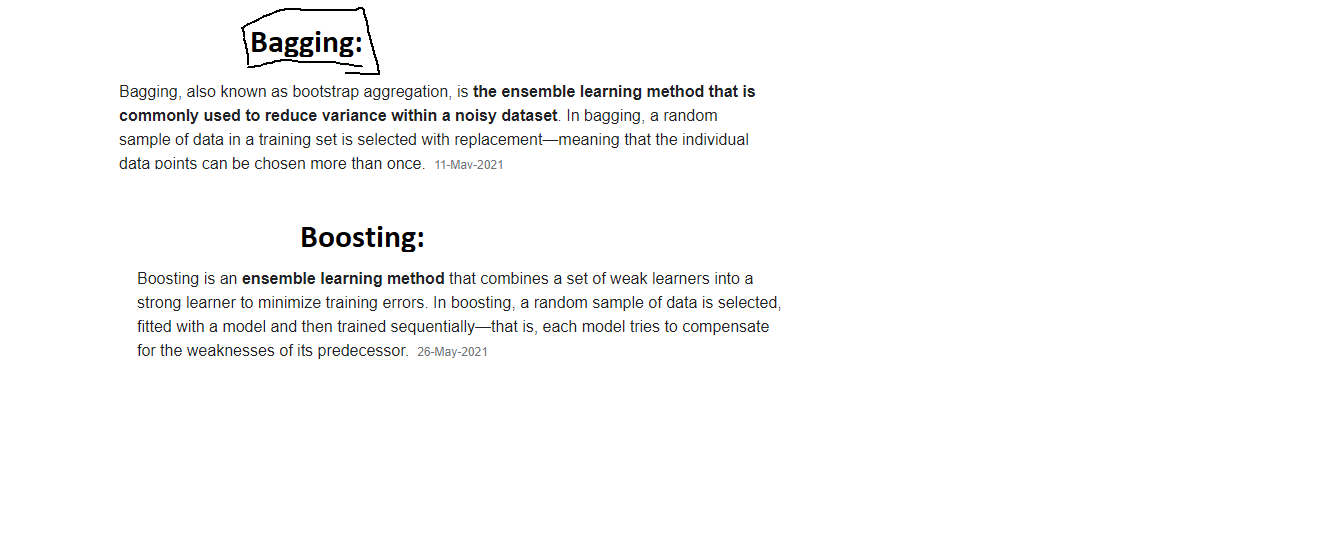 Bagging:
Bagging, also known as bootstrap aggregation, is the ensemble learning method that is
commonly used to reduce variance within a noisy dataset. In bagging, a random
sample of data in a training set is selected with replacement—meaning that the individual
data points can be chosen more than once. 11-May-2021
Boosting:
Boosting is an ensemble learning method that combines a set of weak learners into a
strong learner to minimize training errors. In boosting, a random sample of data is selected,
fitted with a model and then trained sequentially—that is, each model tries to compensate
for the weaknesses of its predecessor. 26-May-2021